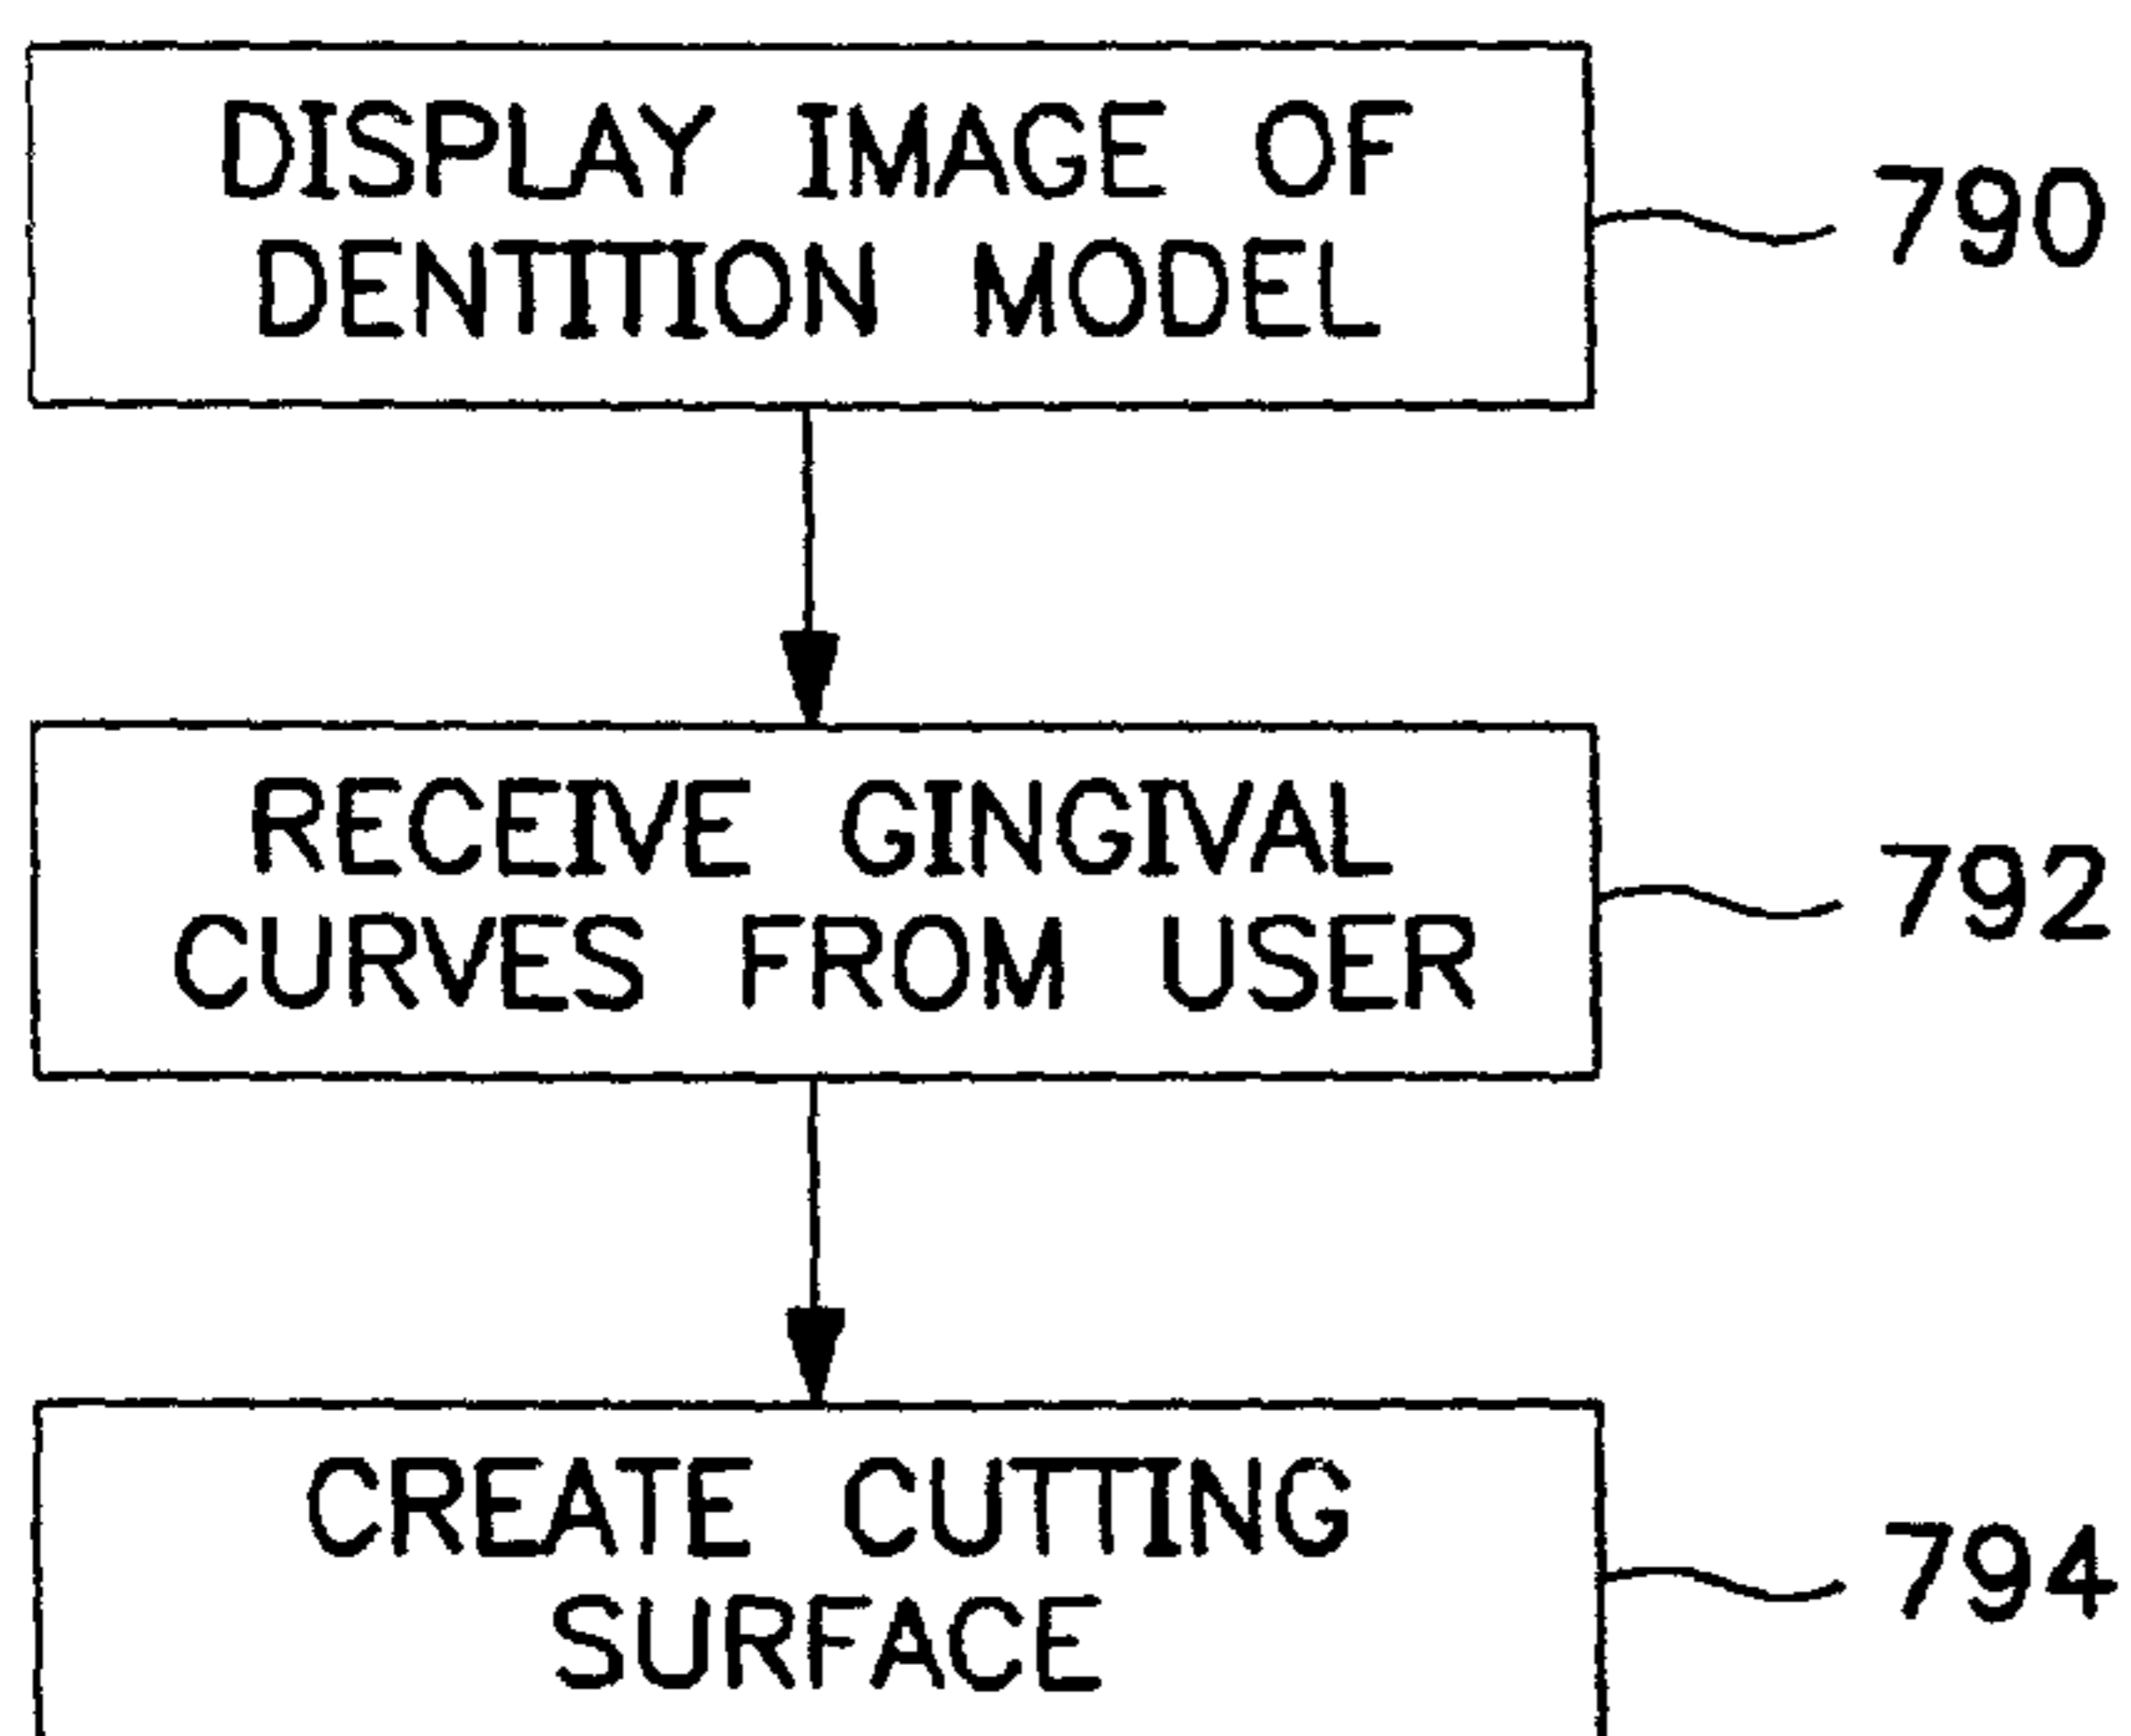 DISPLAY IMAGE OF
DENTITION MODEL
790
RECEIVE GINGIVAL
CURVES FROM USER
792
CREATE CUTTING
SURFACE
794